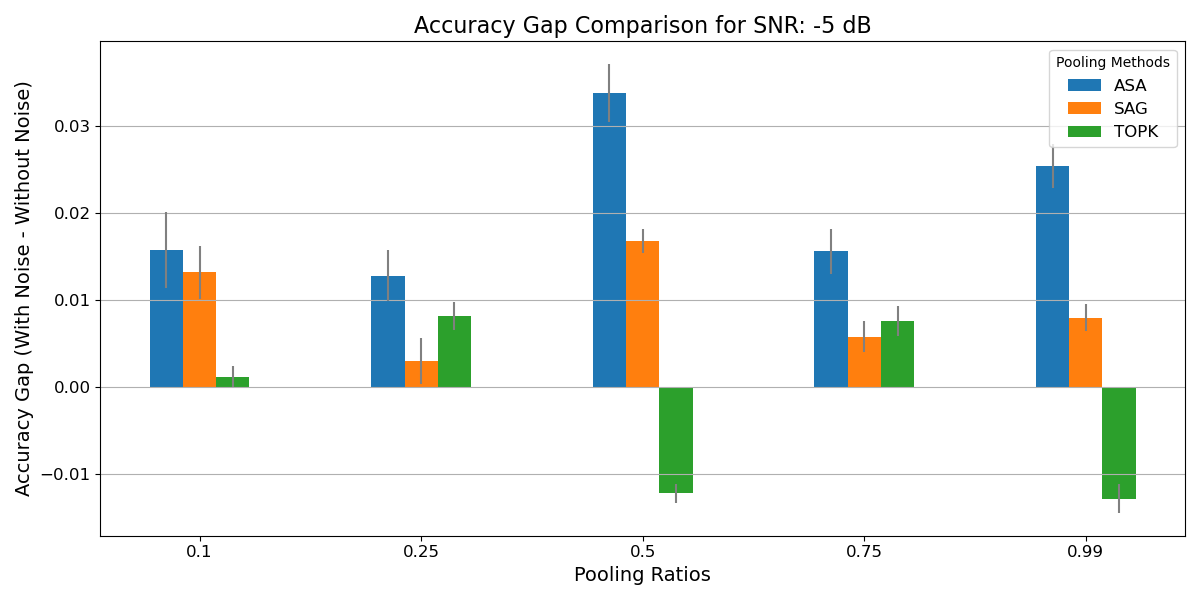 Accuracy Gap Comparison for SNR: -5 dB
Accuracy Gap (With Noise - Without Noise)
0.03
0.02
0.01
0.00
−0.01
Pooling Methods
ASA
SAG
TOPK
0.1
0.25
0.5
0.75
0.99
Pooling Ratios